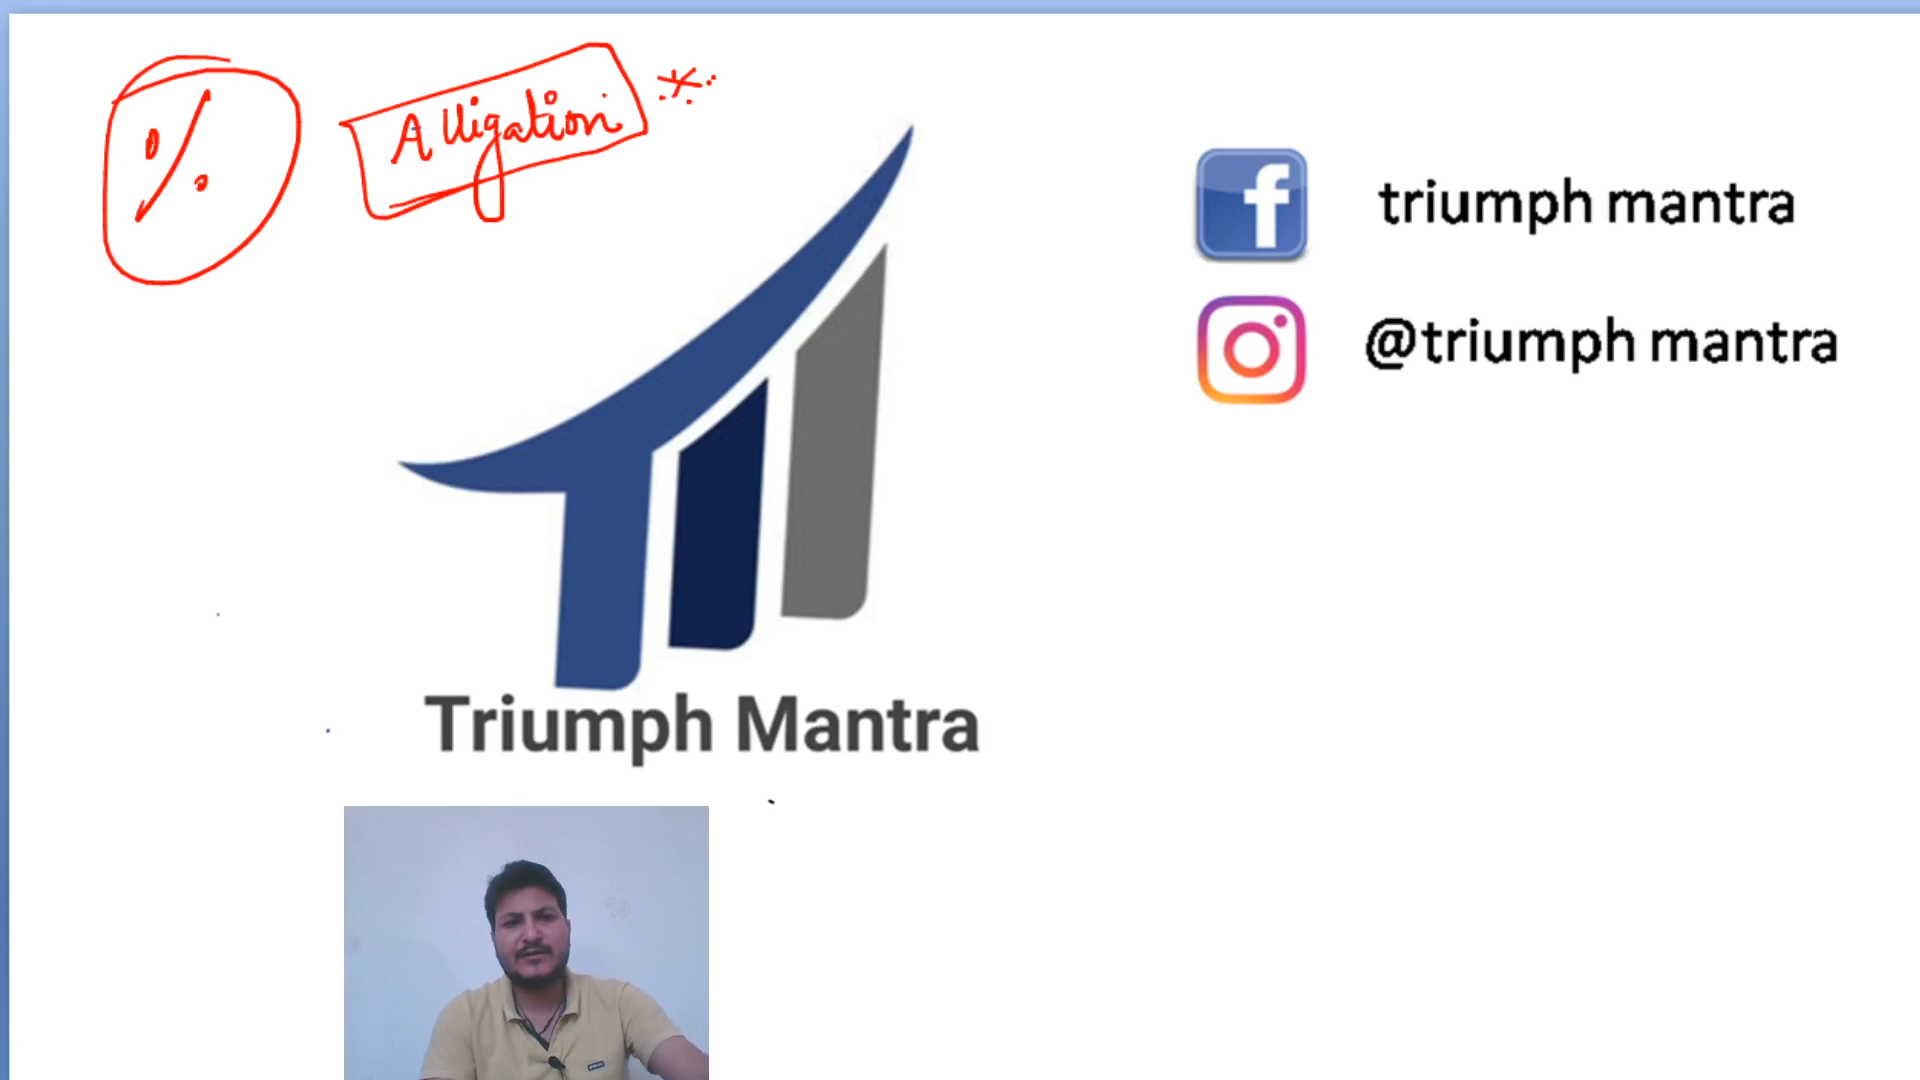 %
Alligation
triumph mantra
@triumph mantra
Triumph Mantra